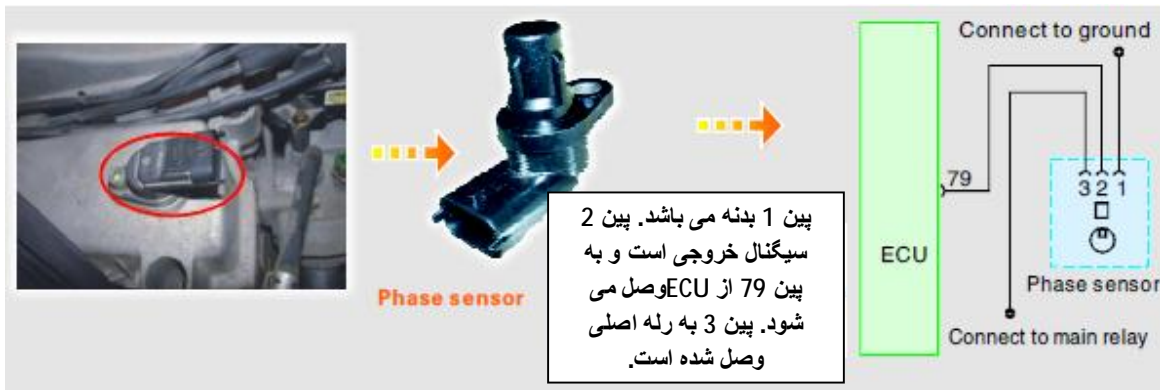 Phase sensor
پین 1 بدنه می باشد. پین 2
سیگنال خروجی است و به
پین 79 از ECUوصل می
شود. پین 3 به رله اصلی
وصل شده است.
Connect to ground
79
3 2 1
ECU
Phase sensor
Connect to main relay